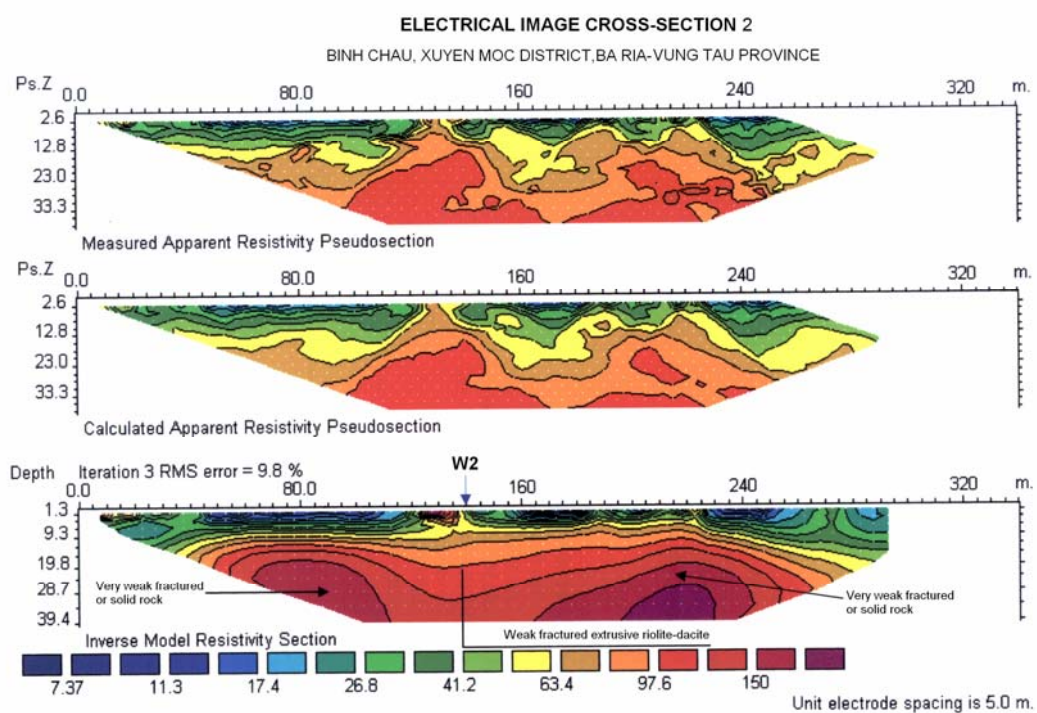 ELECTRICAL IMAGE CROSS-SECTION 2
BINH CHAU, XUYEN MOC DISTRICT,BA RIA-VUNG TAU PROVINCE
Ps.Z
0.0 80.0 160 240 320 m.
2.6
12.8
23.0
33.3
Measured Apparent Resistivity Pseudosection
Ps.Z
0.0 80.0 160 240 320 m.
2.6
12.8
23.0
33.3
Calculated Apparent Resistivity Pseudosection
Depth Iteration 3 RMS error = 9.8 %
W2
0.0 80.0 160 240 320 m.
1.3
9.3
19.8
28.7
39.4
Very weak fractured
or solid rock
Very weak fractured
or solid rock
Weak fractured extrusive riolite-dacite
Inverse Model Resistivity Section
7.37 11.3 17.4 26.8 41.2 63.4 97.6 150
Unit electrode spacing is 5.0 m.